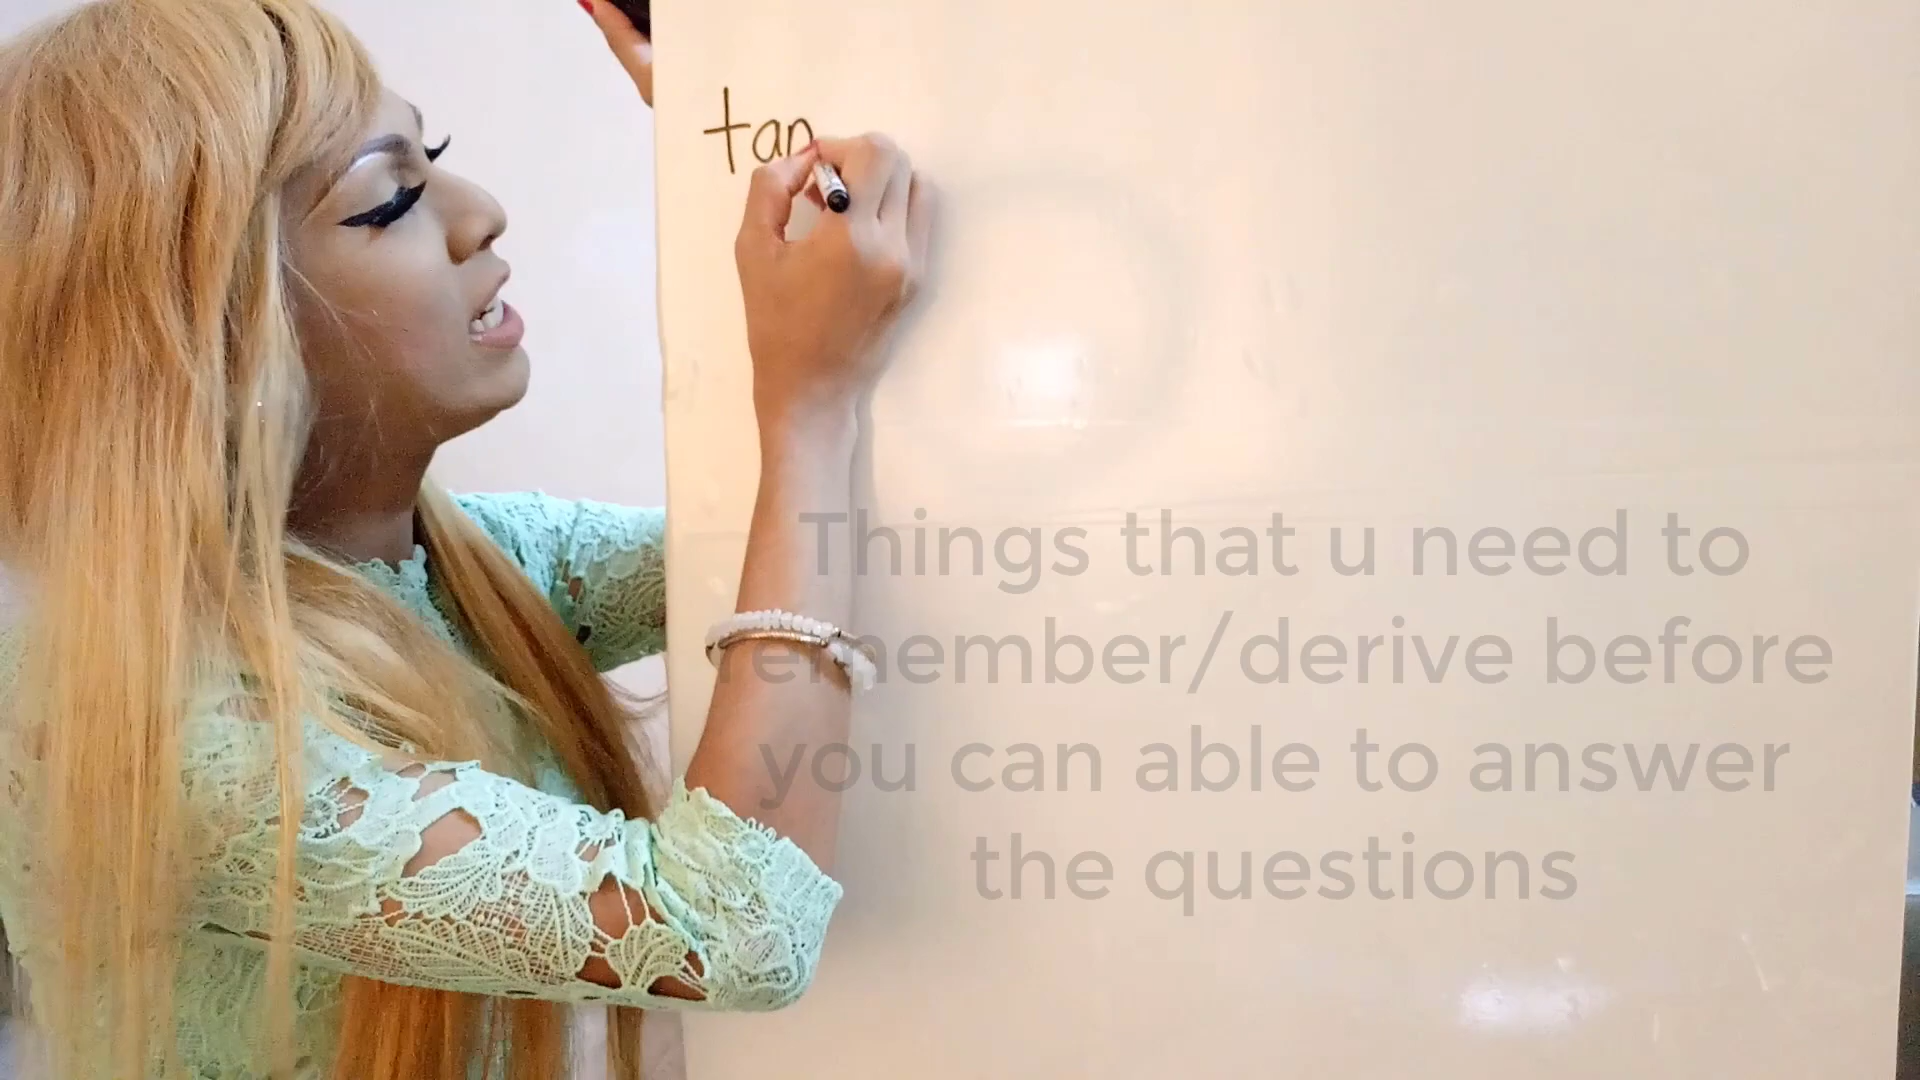 tan
Things that u need to
remember/derive before
you can able to answer
the questions